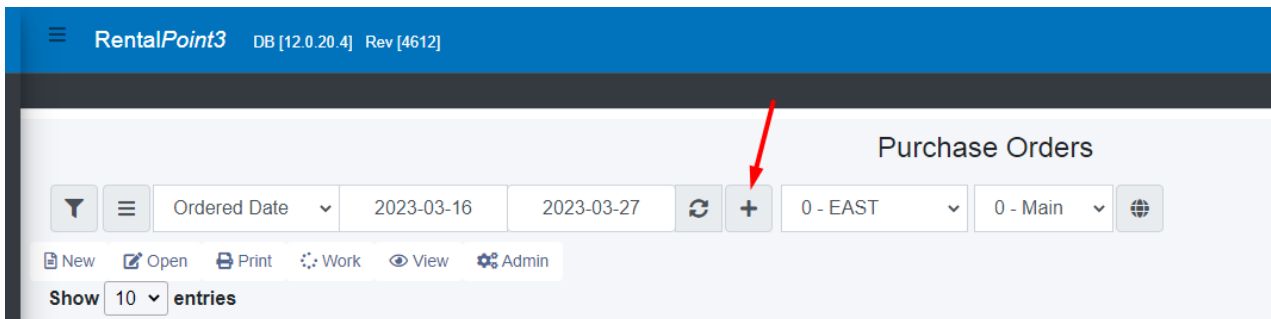 RentalPoint3 DB [12.0.20.4] Rev [4612]
Purchase Orders
Ordered Date 2023-03-16 2023-03-27 0 - EAST 0 - Main
New Open Print Work View Admin
Show 10 entries